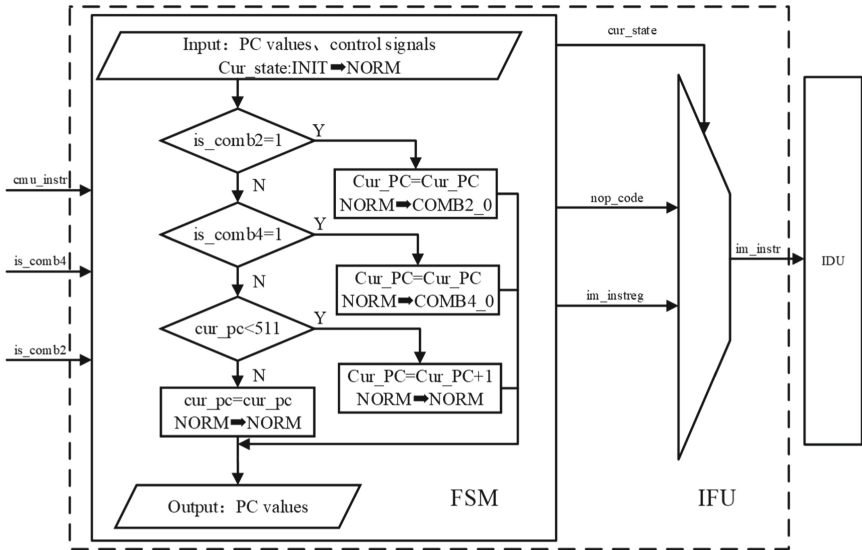 Input：PC values、control signals
Cur_state:INIT➡NORM
cur_state
is_comb2=1
Y
N
cmu_instr
Cur_PC=Cur_PC
NORM➡COMB2_0
nop_code
is_comb4=1
Y
N
is_comb4
im_instr
IDU
Cur_PC=Cur_PC
NORM➡COMB4_0
im_instreg
cur_pc<511
Y
N
is_comb2
Cur_PC=Cur_PC+1
NORM➡NORM
cur_pc=cur_pc
NORM➡NORM
Output：PC values
FSM
IFU